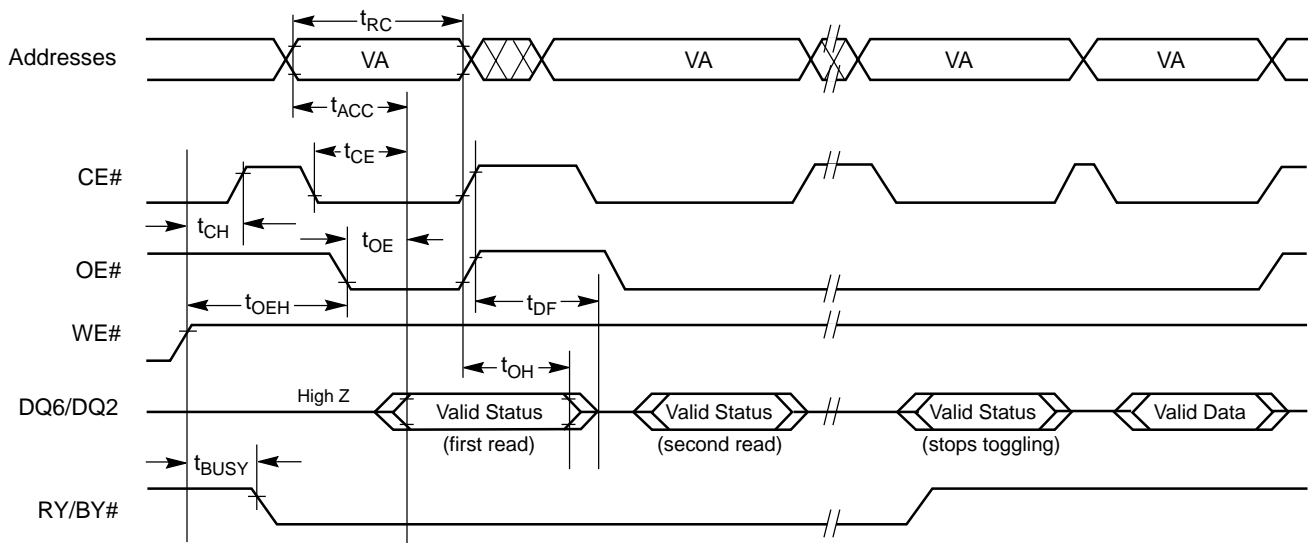 tRC
Addresses VA VA VA VA
tACC
tCE
CE#
tCH tOE
OE#
tOEH tDF
WE#
tOH
DQ6/DQ2 High Z Valid Status Valid Status Valid Status Valid Data
(first read) (second read) (stops toggling)
tBUSY
RY/BY#